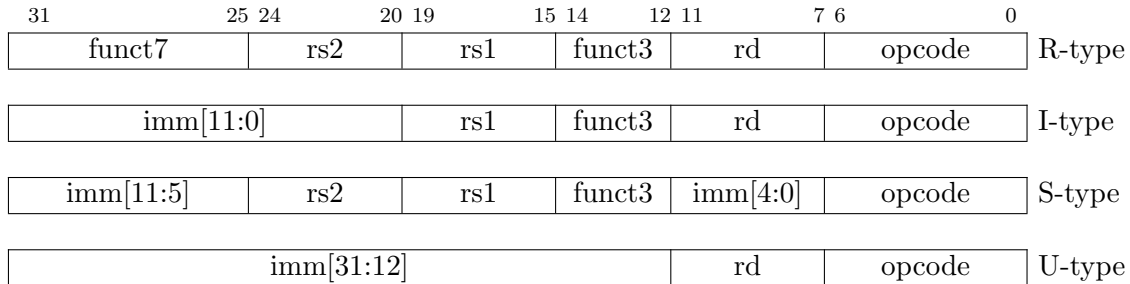 31 25 24 20 19 15 14 12 11 7 6 0
funct7 rs2 rs1 funct3 rd opcode R-type
imm[11:0] rs1 funct3 rd opcode I-type
imm[11:5] rs2 rs1 funct3 imm[4:0] opcode S-type
imm[31:12] rd opcode U-type